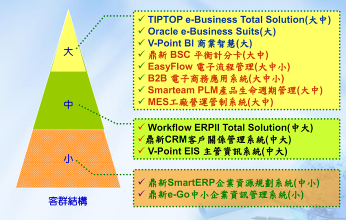 大
中
小
客群結構
✓ TIPTOP e-Business Total Solution(大中)
✓ Oracle e-Business Suits(大)
✓ V-Point BI 商業智慧(大)
✓ 鼎新 BSC 平衡計分卡(大中)
✓ EasyFlow 電子流程管理(大中小)
✓ B2B 電子商務應用系統(大中小)
✓ Smarteam PLM產品生命週期管理(大中)
✓ MES工廠營運管制系統(大中)
✓ Workflow ERPII Total Solution(中大)
✓ 鼎新CRM客戶關係管理系統(中大)
✓ V-Point EIS 主管資訊系統(中大)
✓ 鼎新SmartERP企業資源規劃系統(中小)
✓ 鼎新e-Go中小企業資訊管理系統(小)